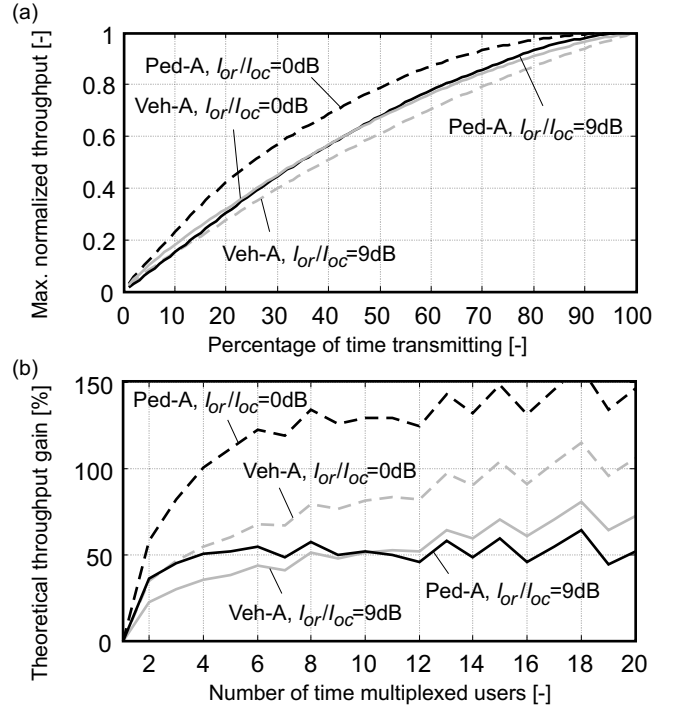 (a)
Max. normalized throughput [-]
1
0.8
0.6
0.4
0.2
0
Ped-A, Ior/Ioc=0dB
Veh-A, Ior/Ioc=0dB
Ped-A, Ior/Ioc=9dB
Veh-A, Ior/Ioc=9dB
0 10 20 30 40 50 60 70 80 90 100
Percentage of time transmitting [-]
(b)
Theoretical throughput gain [%]
150
100
50
0
Ped-A, Ior/Ioc=0dB
Veh-A, Ior/Ioc=0dB
Veh-A, Ior/Ioc=9dB
Ped-A, Ior/Ioc=9dB
2 4 6 8 10 12 14 16 18 20
Number of time multiplexed users [-]